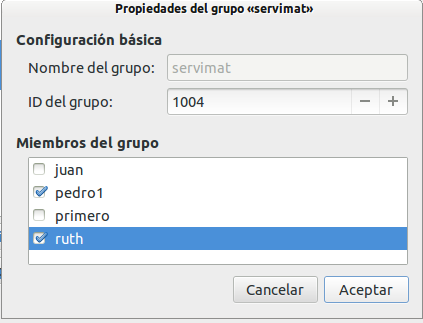 Propiedades del grupo «servimat»
Configuración básica
Nombre del grupo: servimat
ID del grupo: 1004
Miembros del grupo
juan
pedro1
primero
ruth
Cancelar Aceptar